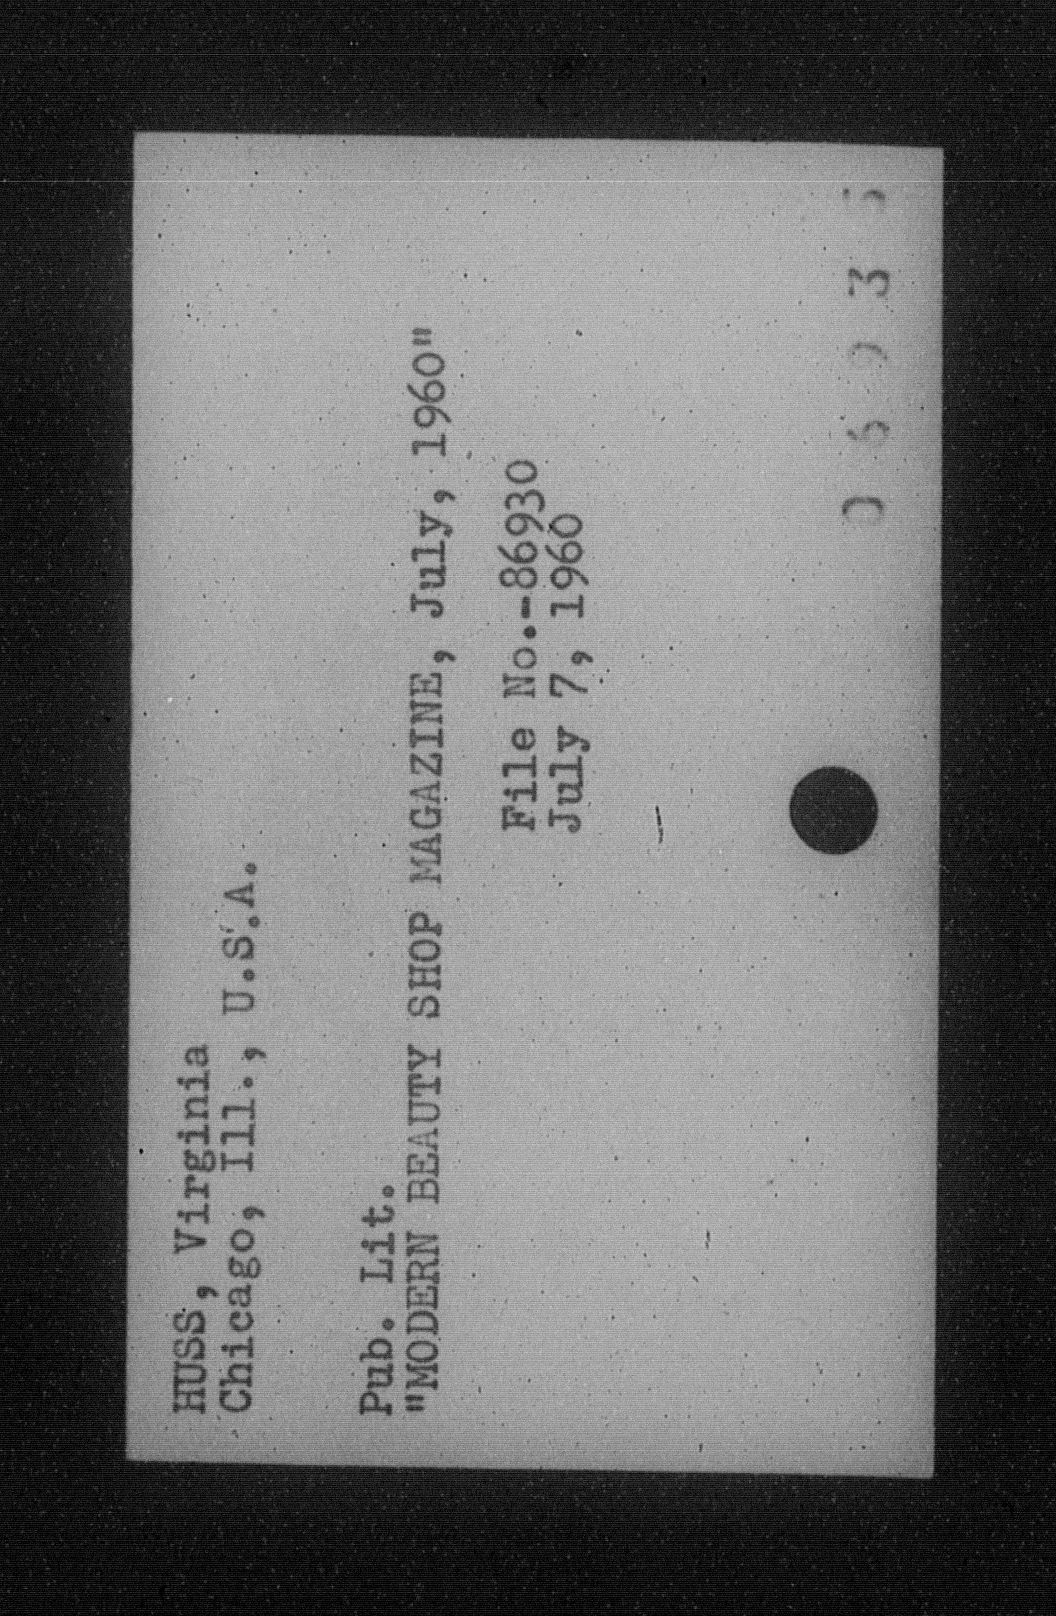 HUSS, Virginia
Chicago, Ill., U.S.A.
Pub. Lit.
"MODERN BEAUTY SHOP MAGAZINE, July, 1960"
File No.-86930
July 7, 1960